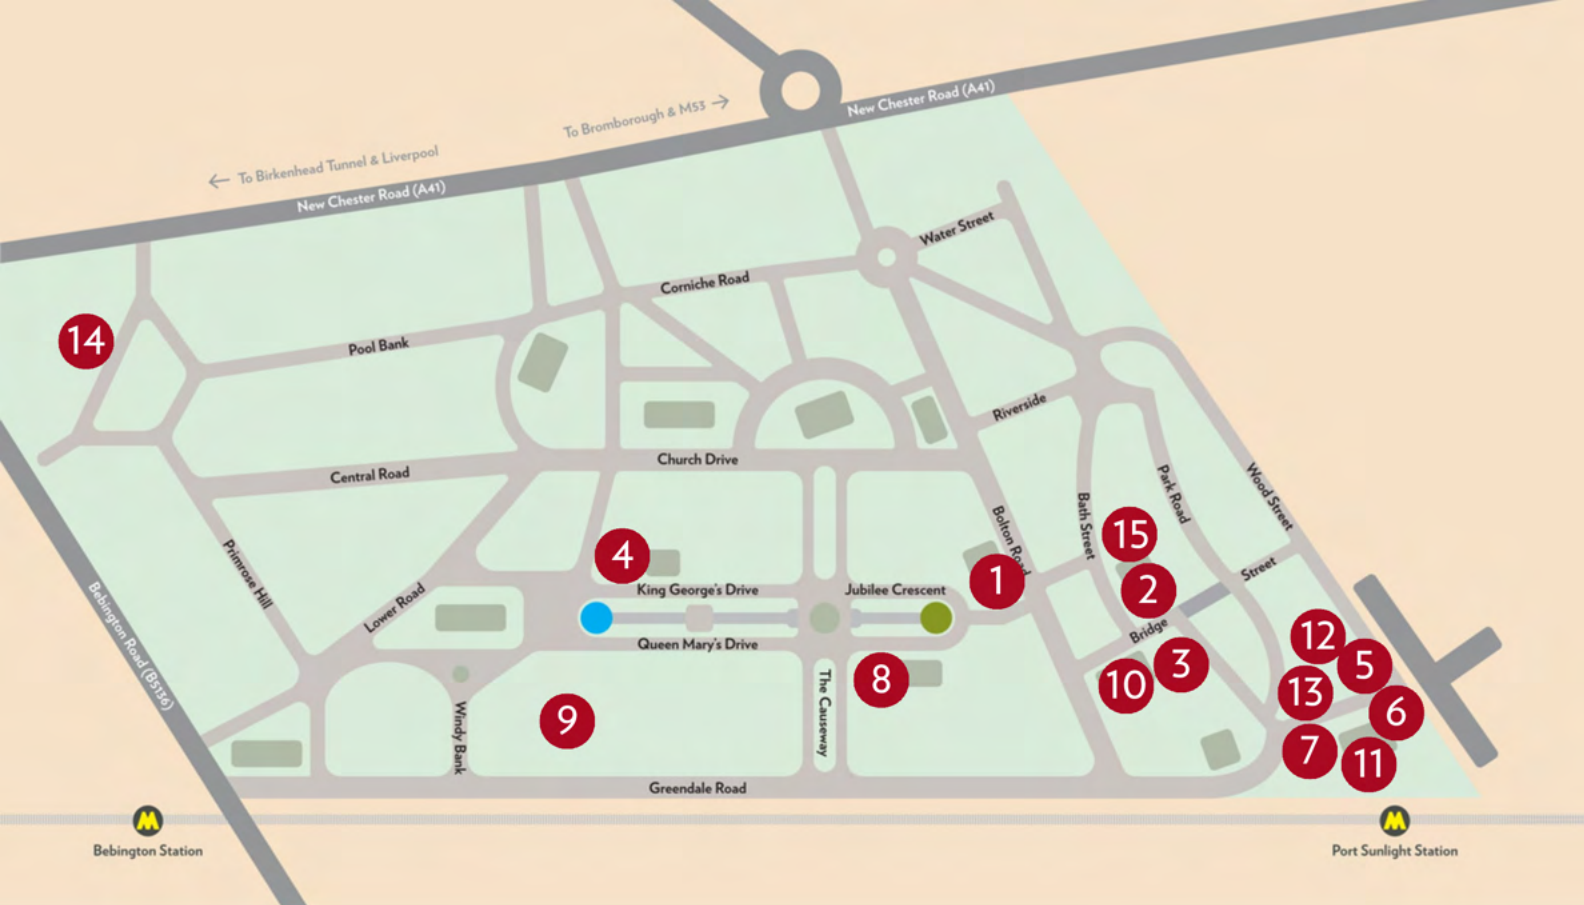 New Chester Road (A41)
To Bromborough & M53 →
← To Birkenhead Tunnel & Liverpool
New Chester Road (A41)
Water Street
Corniche Road
14
Pool Bank
Riverside
Church Drive
Central Road
Park Road
Wood Street
Bath Street
Bolton Road
15
4
Primrose Hill
King George's Drive
Jubilee Crescent
1
2
Street
Bebington Road (B5136)
Lower Road
Bridge
Queen Mary's Drive
12
3
5
8
10
13
The Causeway
Windy Bank
9
6
7
11
Greendale Road
M
M
Bebington Station
Port Sunlight Station